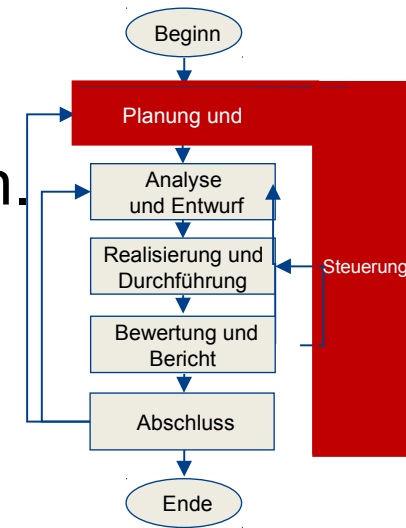 Beginn
Planung und
n.
Analyse
und Entwurf
Realisierung und
Durchführung
Steuerung
Bewertung und
Bericht
Abschluss
Ende